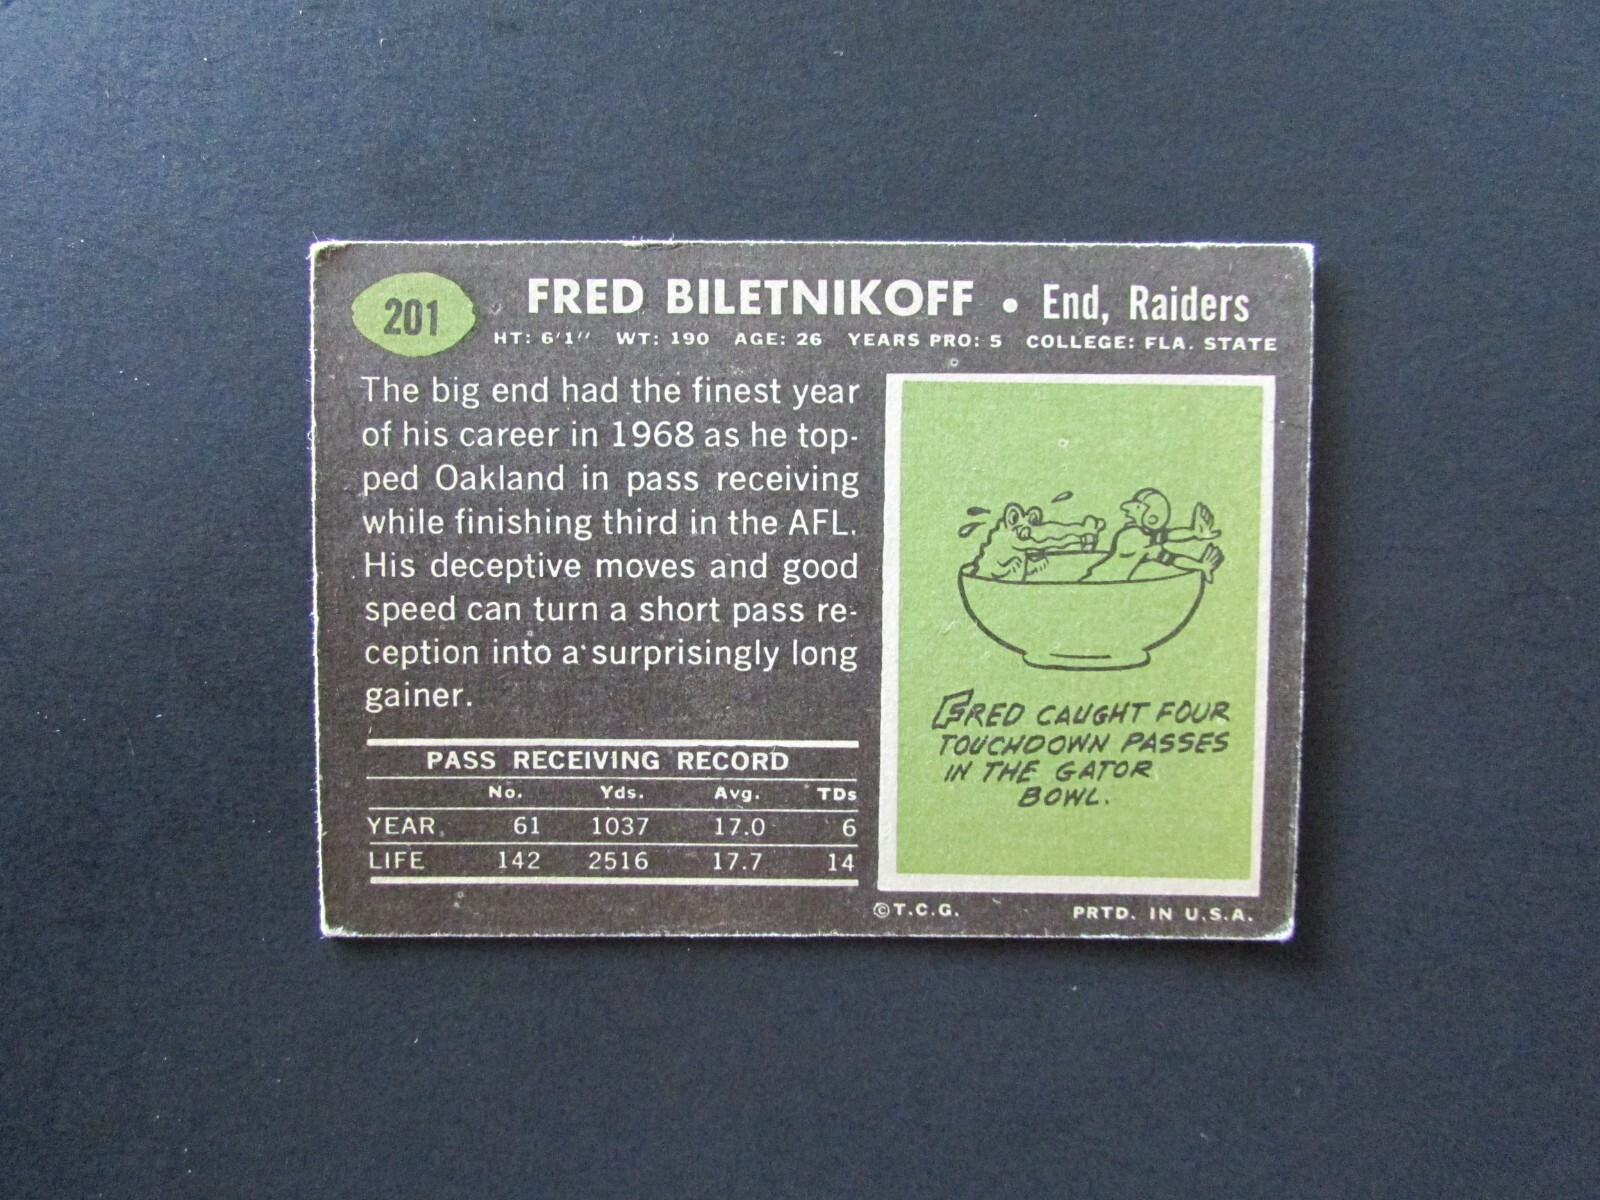 201
FRED BILETNIKOFF • End, Raiders
HT: 6'1" WT: 190 AGE: 26 YEARS PRO: 5 COLLEGE: FLA. STATE
The big end had the finest year
of his career in 1968 as he top-
ped Oakland in pass receiving
while finishing third in the AFL.
His deceptive moves and good
speed can turn a short pass re-
ception into a surprisingly long
gainer.
PASS RECEIVING RECORD
No. Yds. Avg. TDs
YEAR 61 1037 17.0 6
LIFE 142 2516 17.7 14
FRED CAUGHT FOUR
TOUCHDOWN PASSES
IN THE GATOR
BOWL.
©T.C.G. PRTD. IN U.S.A.